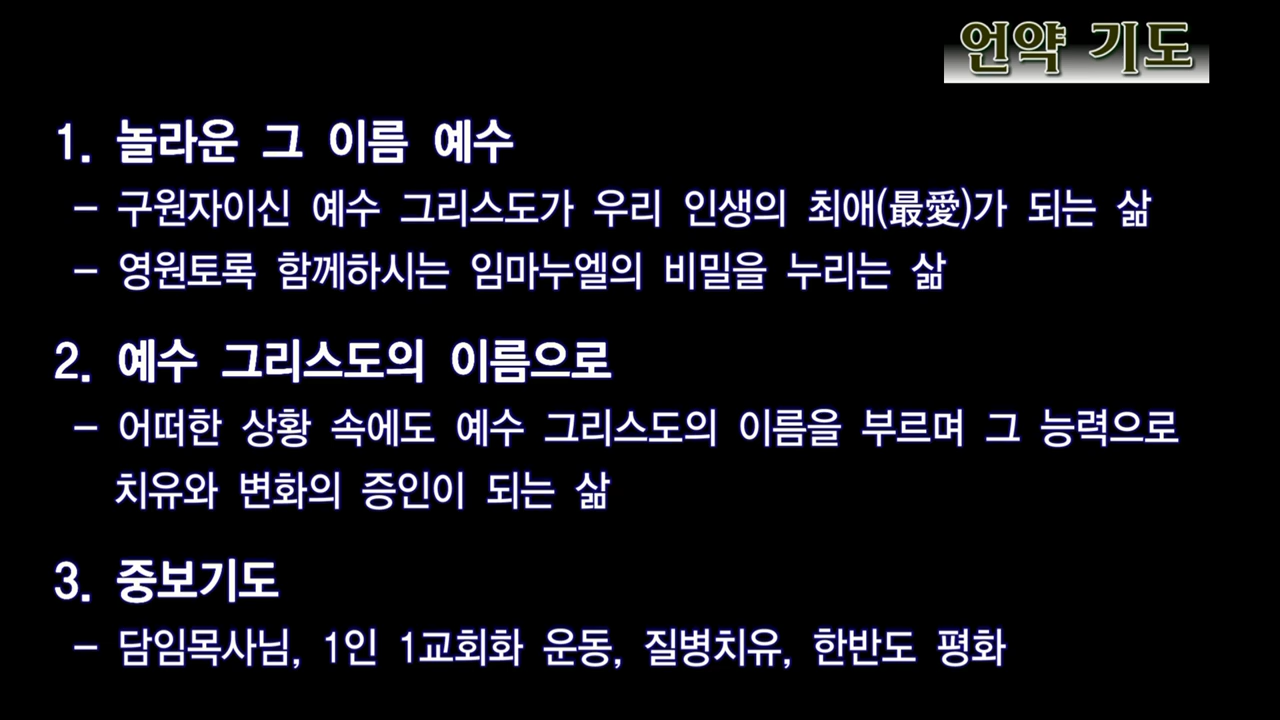 언약 기도
1. 놀라운 그 이름 예수
- 구원자이신 예수 그리스도가 우리 인생의 최애(最愛)가 되는 삶
- 영원토록 함께하시는 임마누엘의 비밀을 누리는 삶
2. 예수 그리스도의 이름으로
- 어떠한 상황 속에도 예수 그리스도의 이름을 부르며 그 능력으로
치유와 변화의 증인이 되는 삶
3. 중보기도
- 담임목사님, 1인 1교회화 운동, 질병치유, 한반도 평화